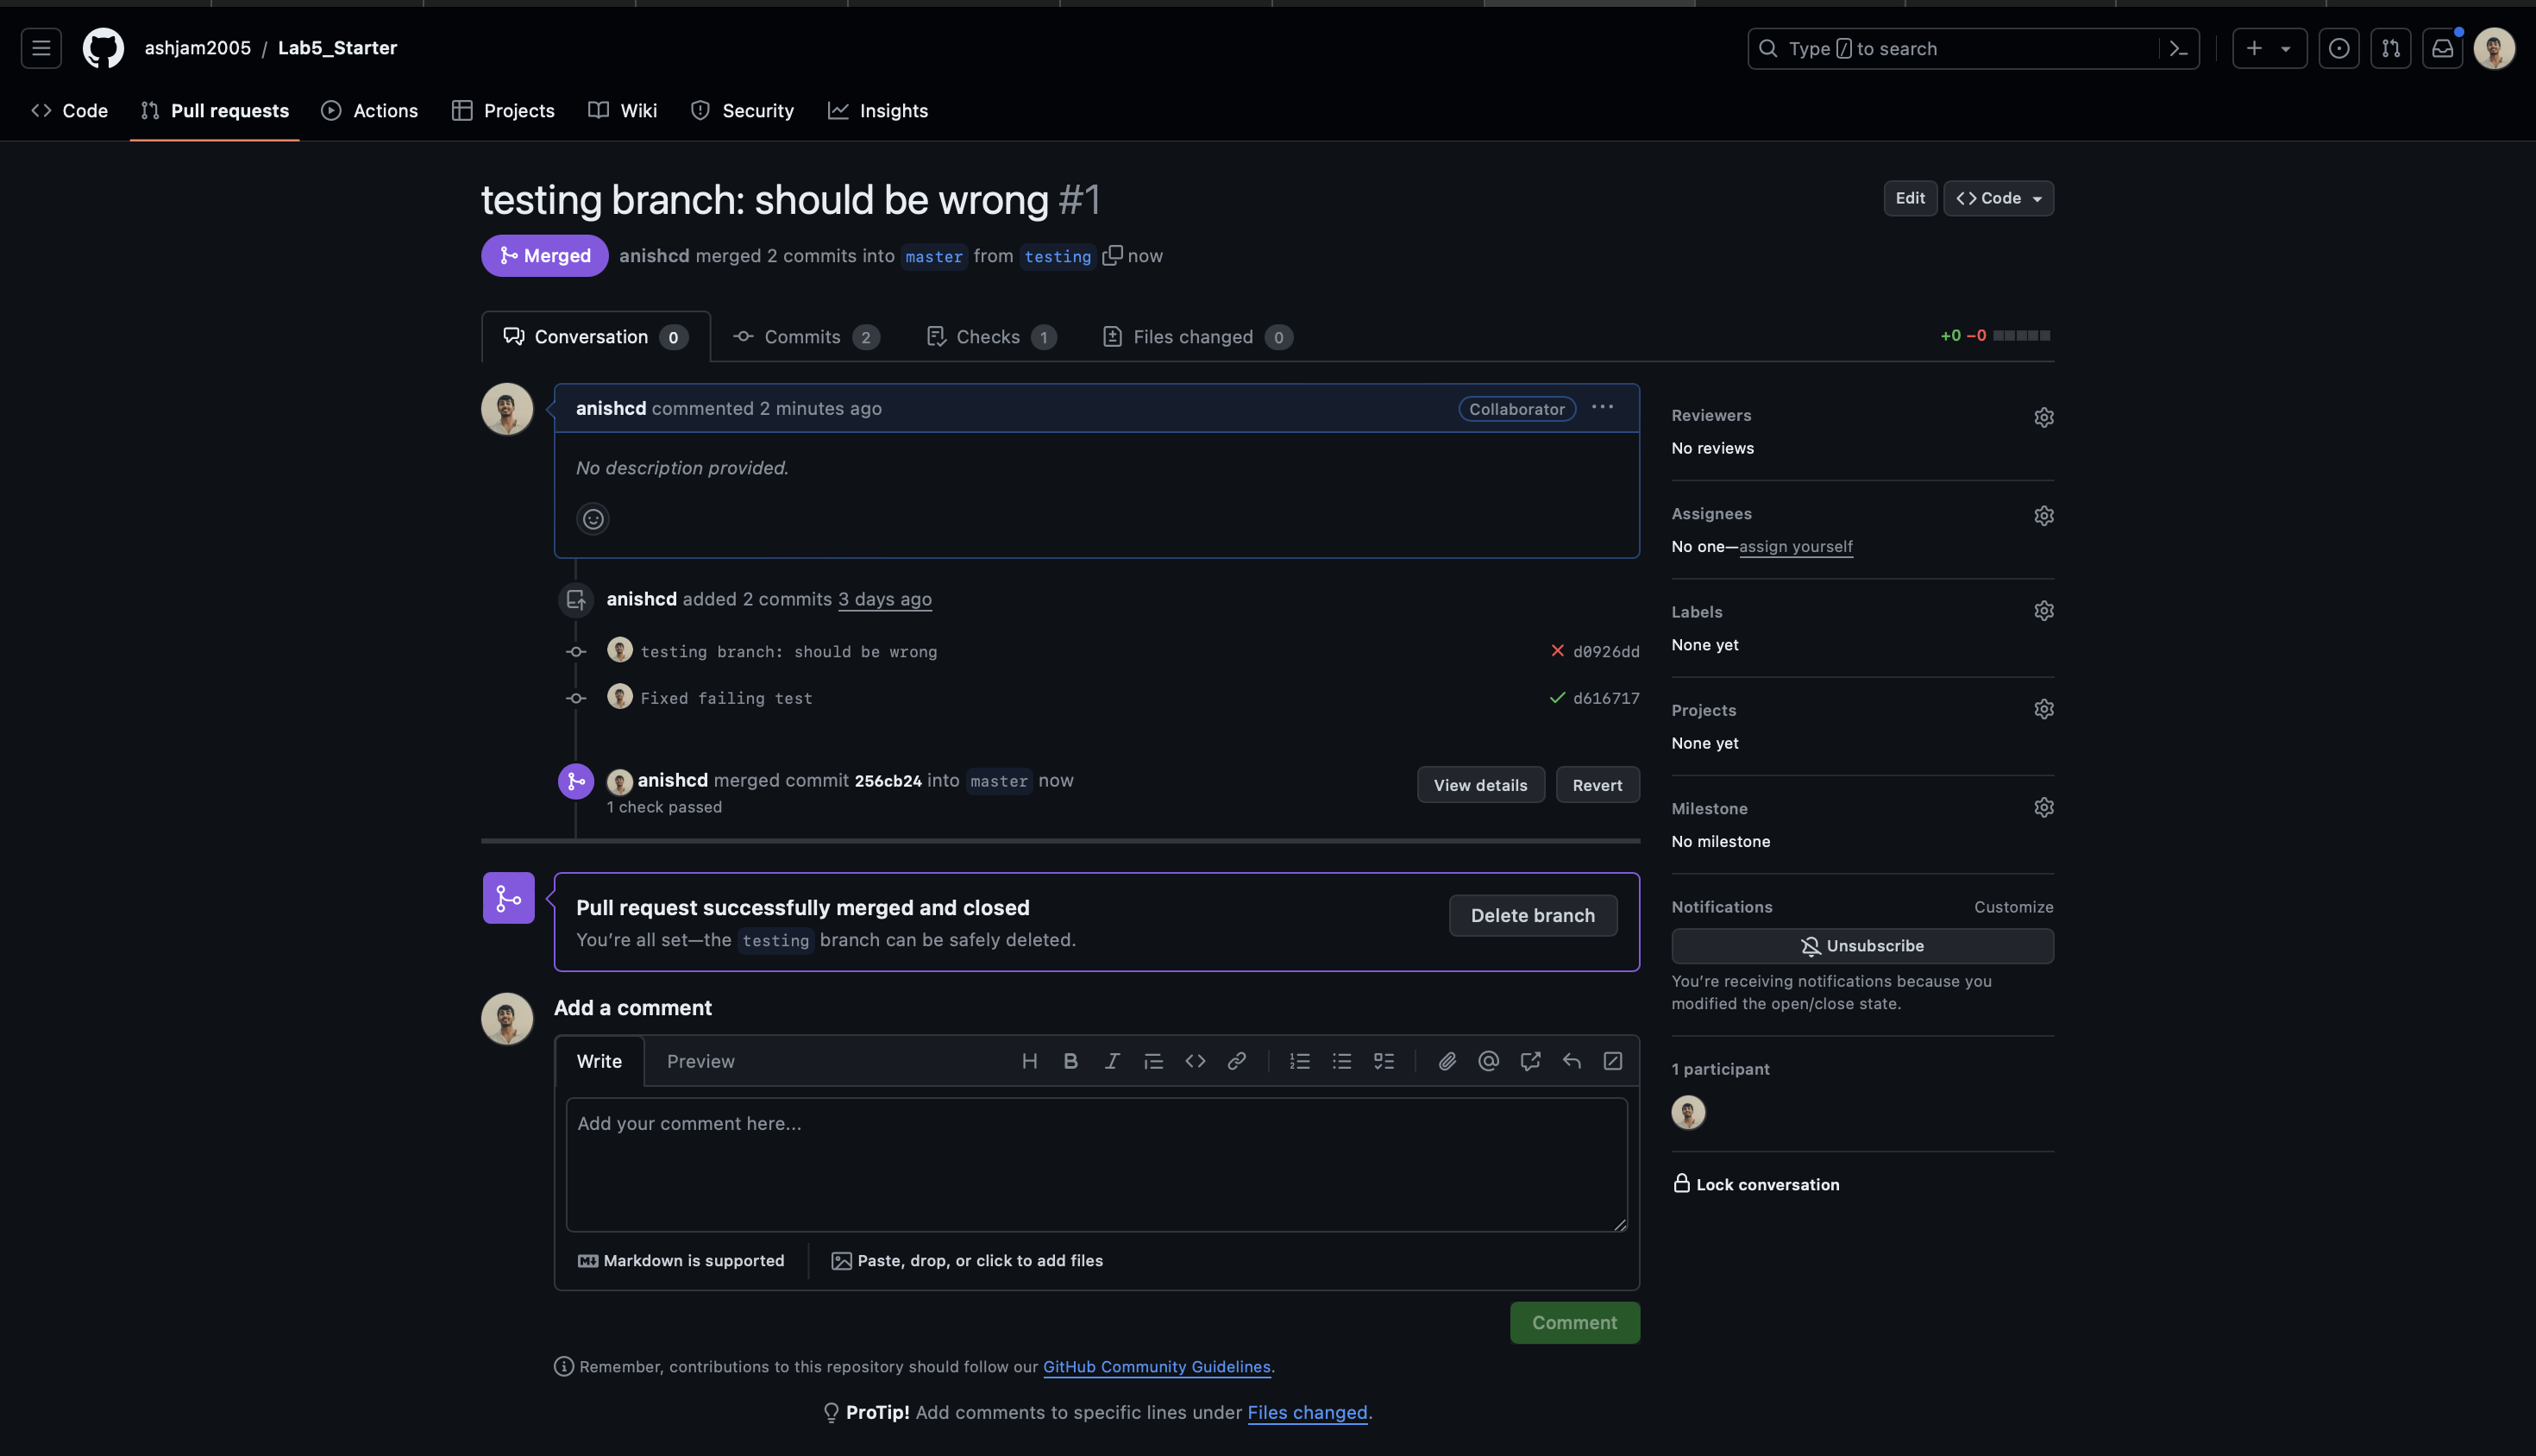 ashjam2005 / Lab5_Starter
Type / to search
Code
Pull requests
Actions
Projects
Wiki
Security
Insights
testing branch: should be wrong #1
Edit
Code
Merged
anishcd merged 2 commits into master from testing now
Conversation 0
Commits 2
Checks 1
Files changed 0
+0 −0
anishcd commented 2 minutes ago
Collaborator
No description provided.
anishcd added 2 commits 3 days ago
testing branch: should be wrong
d0926dd
Fixed failing test
d616717
anishcd merged commit 256cb24 into master now
1 check passed
View details
Revert
Pull request successfully merged and closed
You’re all set—the testing branch can be safely deleted.
Delete branch
Add a comment
Write
Preview
Add your comment here...
Markdown is supported
Paste, drop, or click to add files
Comment
Remember, contributions to this repository should follow our GitHub Community Guidelines.
ProTip! Add comments to specific lines under Files changed.
Reviewers
No reviews
Assignees
No one—assign yourself
Labels
None yet
Projects
None yet
Milestone
No milestone
Notifications
Customize
Unsubscribe
You’re receiving notifications because you
modified the open/close state.
1 participant
Lock conversation